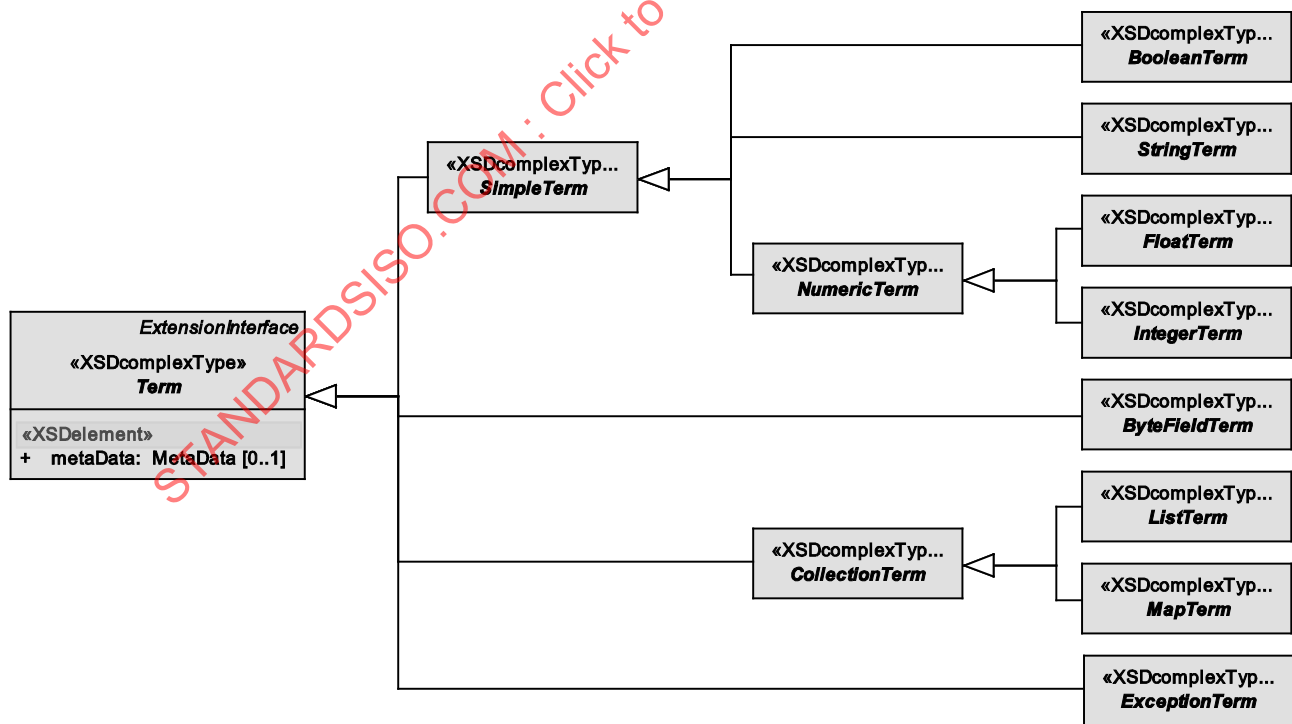 «XSDcomplexTyp...
BooleanTerm
«XSDcomplexTyp...
StringTerm
«XSDcomplexTyp...
SimpleTerm
«XSDcomplexTyp...
FloatTerm
«XSDcomplexTyp...
NumericTerm
«XSDcomplexTyp...
IntegerTerm
ExtensionInterface
«XSDcomplexType»
Term
«XSDelement»
+ metaData: MetaData [0..1]
«XSDcomplexTyp...
ByteFieldTerm
«XSDcomplexTyp...
ListTerm
«XSDcomplexTyp...
CollectionTerm
«XSDcomplexTyp...
MapTerm
«XSDcomplexTyp...
ExceptionTerm
STANDARDSISO.COM : Click to